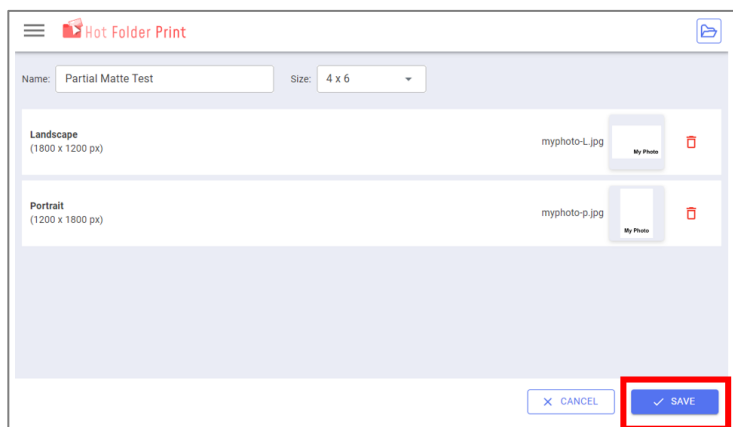 Hot Folder Print
Name: Partial Matte Test Size: 4 x 6
Landscape
(1800 x 1200 px)
myphoto-L.jpg
My Photo
Portrait
(1200 x 1800 px)
myphoto-p.jpg
My Photo
CANCEL
SAVE